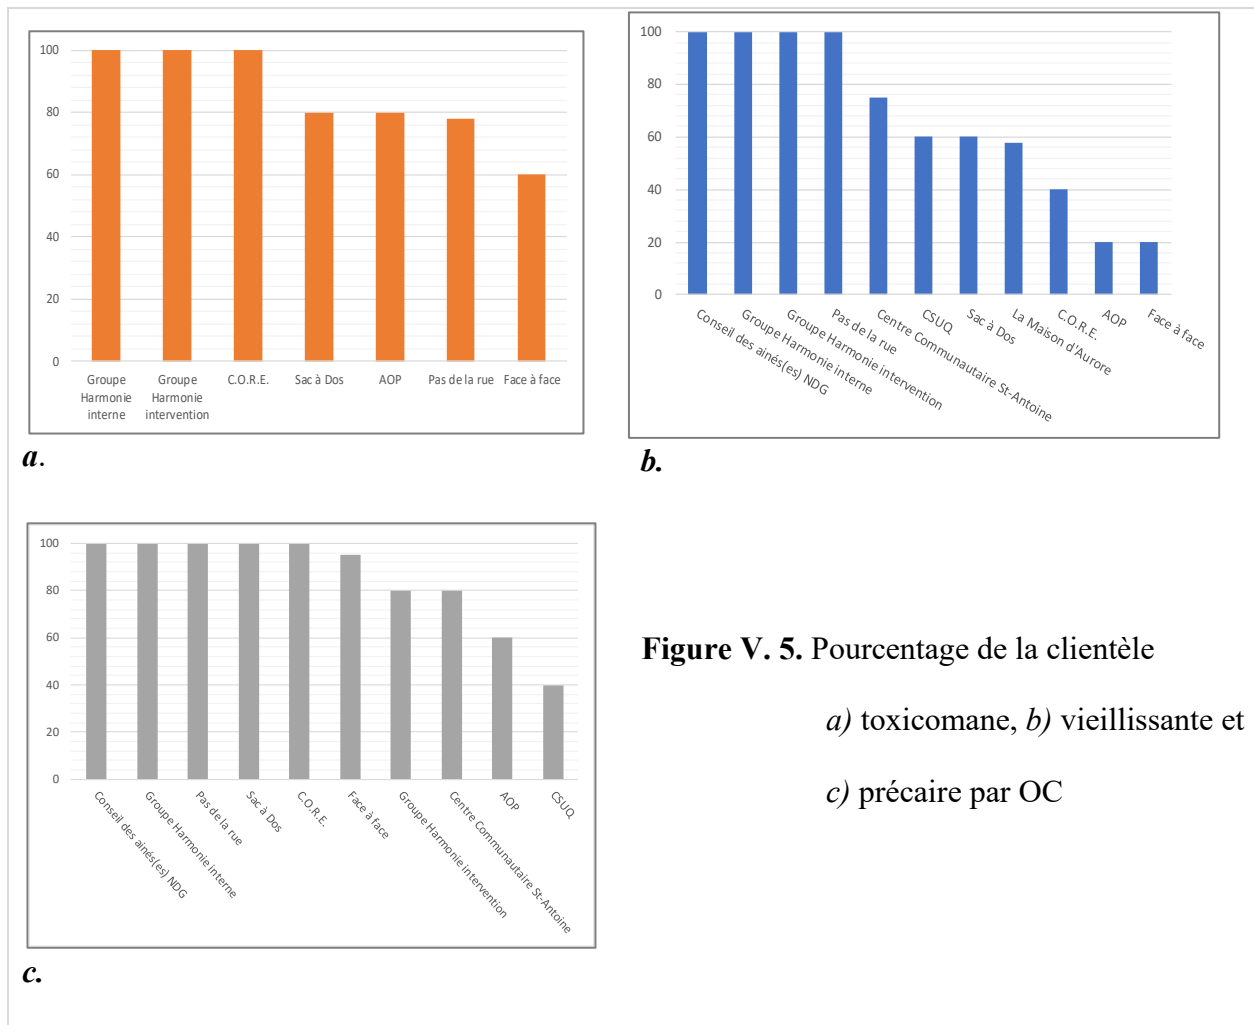 100
80
60
40
20
0
Groupe Harmonie interne
Groupe Harmonie intervention
C.O.R.E.
Sac à Dos
AOP
Pas de la rue
Face à face
a.
100
80
60
40
20
0
Conseil des ainés(es) NDG
Groupe Harmonie interne
Groupe Harmonie intervention
Pas de la rue
Centre Communautaire St-Antoine
CSUQ
Sac à Dos
La Maison d'Aurore
C.O.R.E.
AOP
Face à face
b.
100
80
60
40
20
0
Conseil des ainés(es) NDG
Groupe Harmonie interne
Pas de la rue
Sac à Dos
C.O.R.E.
Face à face
Groupe Harmonie intervention
Centre Communautaire St-Antoine
AOP
CSUQ
c.
Figure V. 5. Pourcentage de la clientèle
a) toxicomane, b) vieillissante et
c) précaire par OC